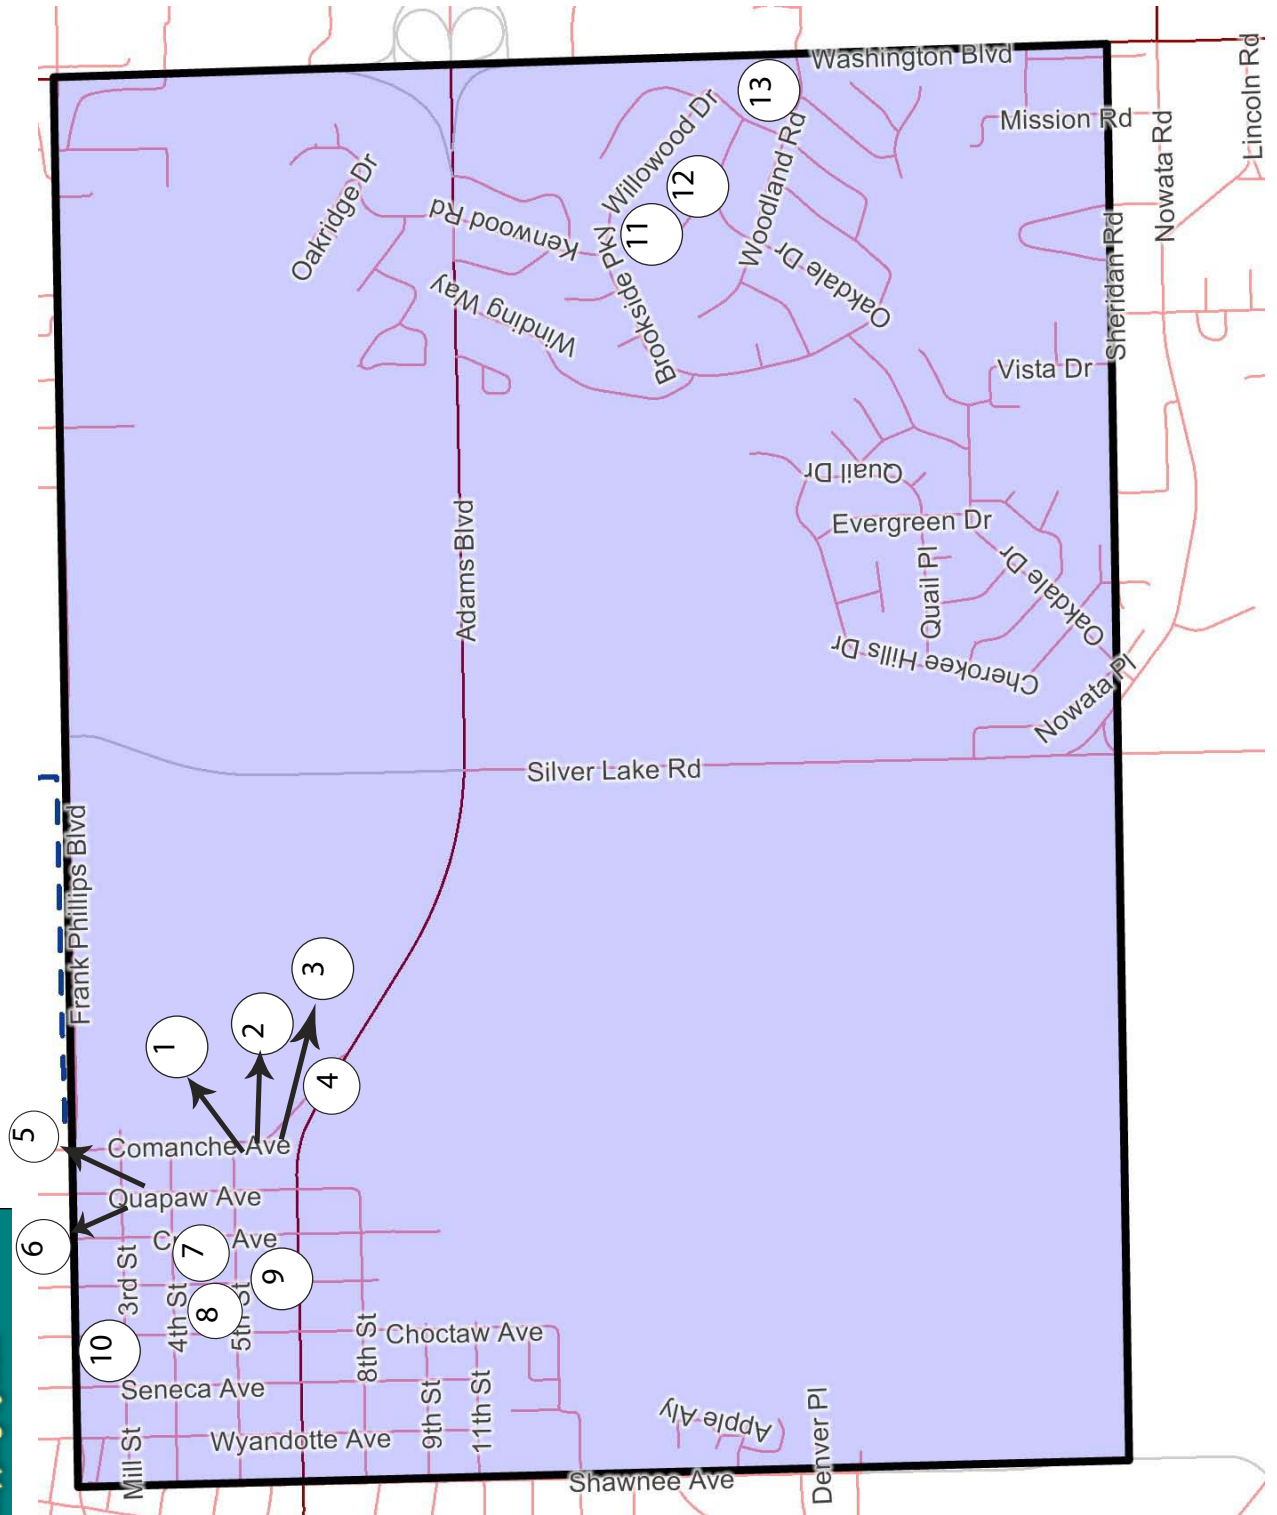 Washington Blvd
Lincoln Rd
Mission Rd
Nowata Rd
13
Willowood Dr
Woodland Rd
12
Oakridge Dr
Kenwood Rd
11
Brookside Pky
Oakdale Dr
Sheridan Rd
Nowata Rd
Winding Way
Vista Dr
Quail Dr
Evergreen Dr
Adams Blvd
Quail Pl
Oakdale Dr
Cherokee Hills Dr
Nowata Pl
Silver Lake Rd
Frank Phillips Blvd
3
2
1
4
5
Comanche Ave
Quapaw Ave
6
7
Ave
9
3rd St
4th St
8
5th St
10
8th St
Choctaw Ave
Seneca Ave
9th St
11th St
Wyandotte Ave
Mill St
Apple Aly
Denver Pl
Shawnee Ave